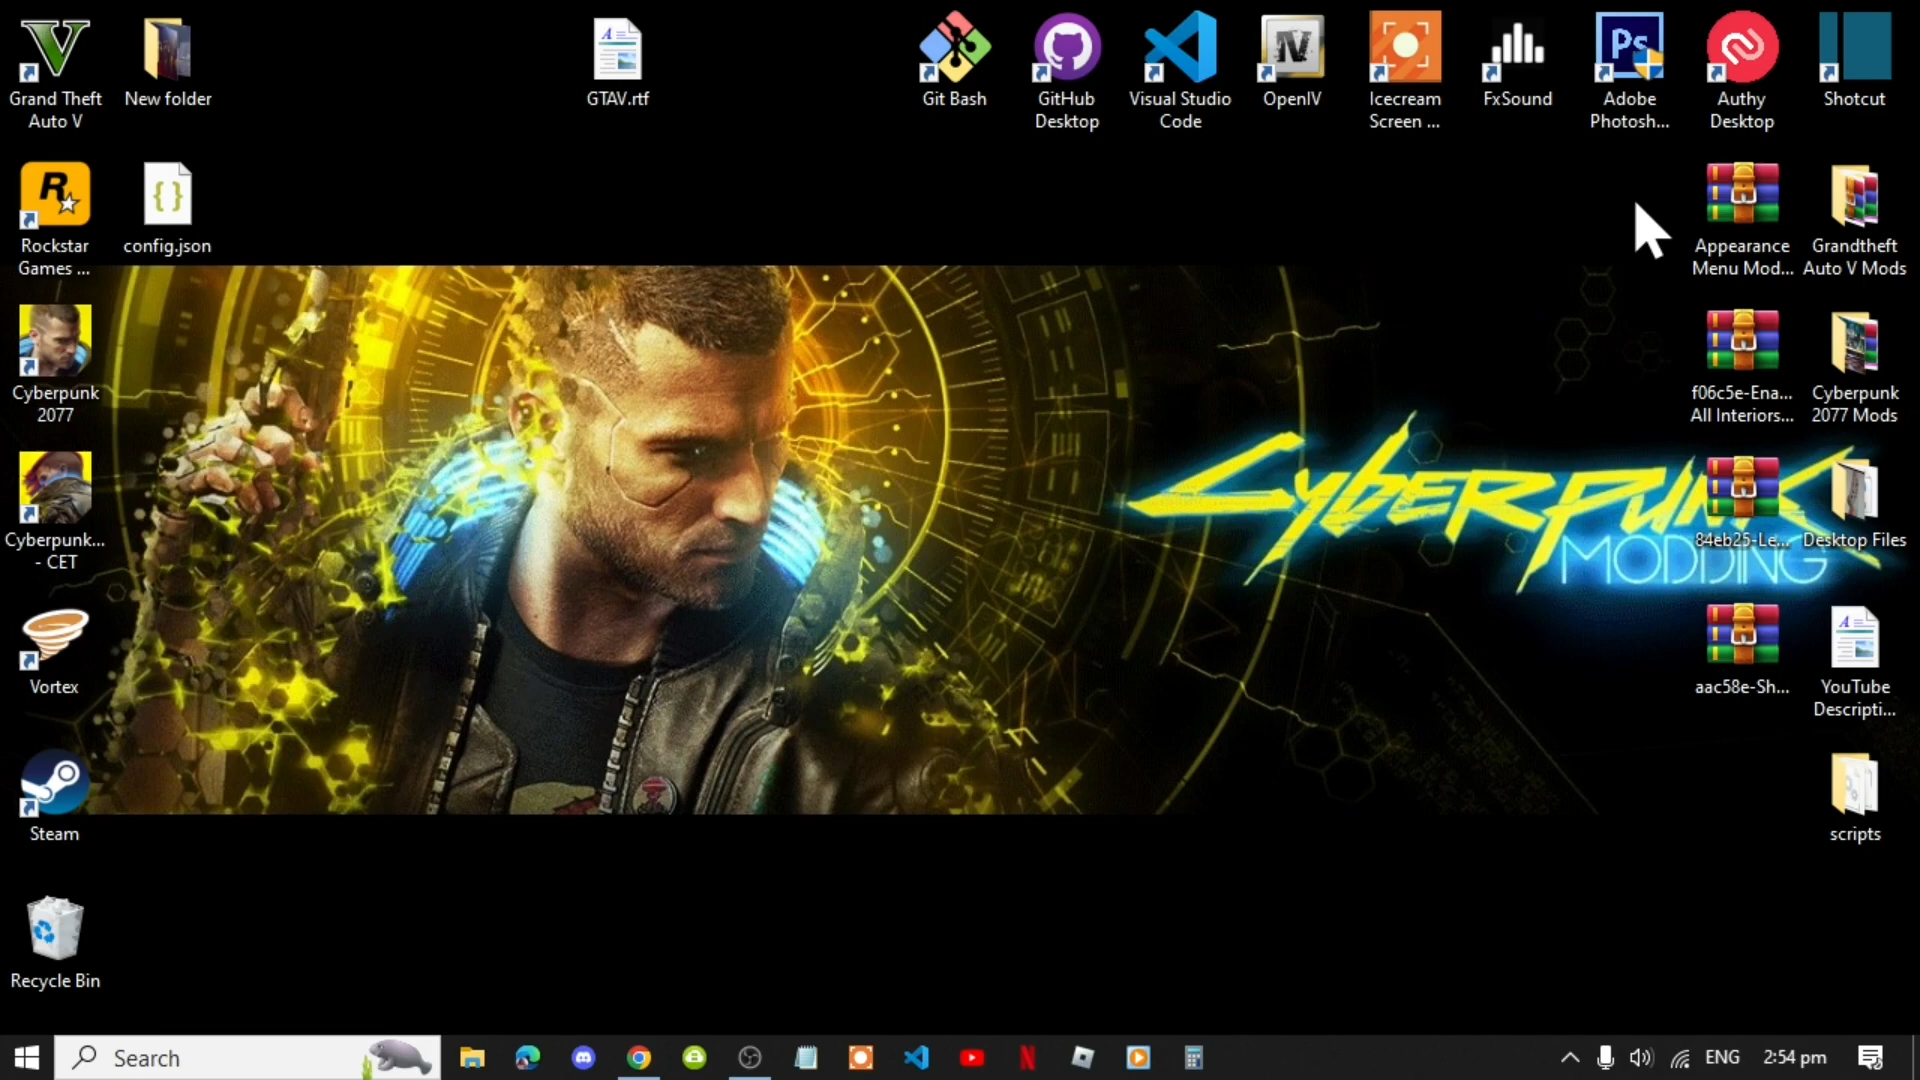 Grand Theft
Auto V
New folder
GTAV.rtf
Git Bash
GitHub
Desktop
Visual Studio
Code
OpenIV
Icecream
Screen ...
FxSound
Ps
Adobe
Photosh...
Authy
Desktop
Shotcut
Rockstar
Games ...
config.json
Appearance
Menu Mod...
Grandtheft
Auto V Mods
Cyberpunk
2077
f06c5e-Ena...
All Interiors...
Cyberpunk
2077 Mods
Cyberpunk...
- CET
CYBERPUNK
MODDING
84eb25-Le...
Desktop Files
Vortex
aac58e-Sh...
YouTube
Descripti...
Steam
scripts
Recycle Bin
Search
ENG
2:54 pm